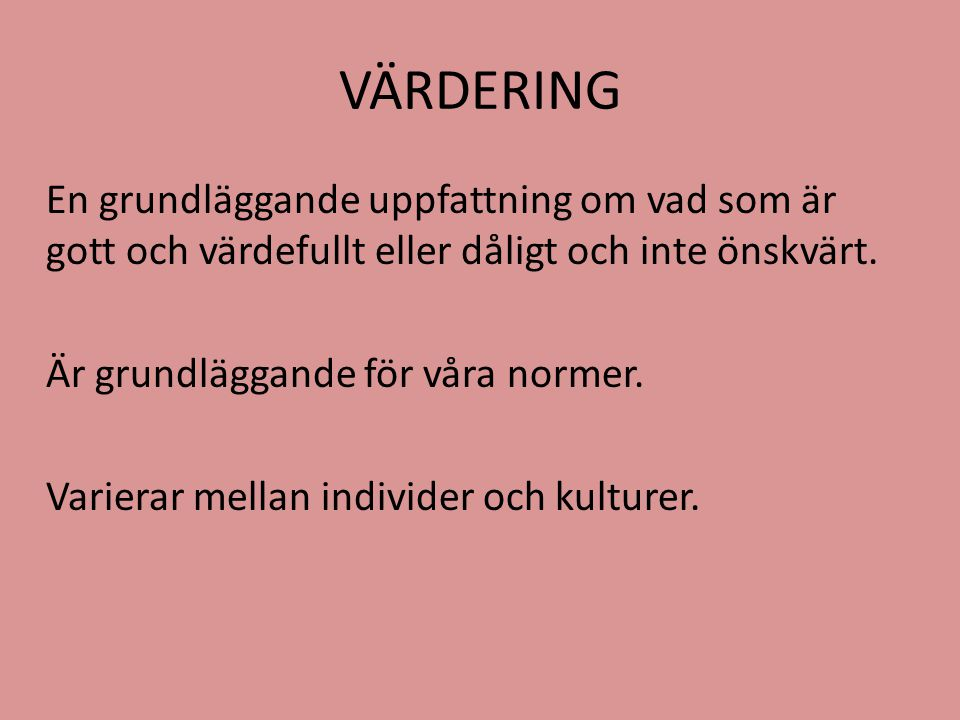 VÄRDERING
En grundläggande uppfattning om vad som är
gott och värdefullt eller dåligt och inte önskvärt.
Är grundläggande för våra normer.
Varierar mellan individer och kulturer.